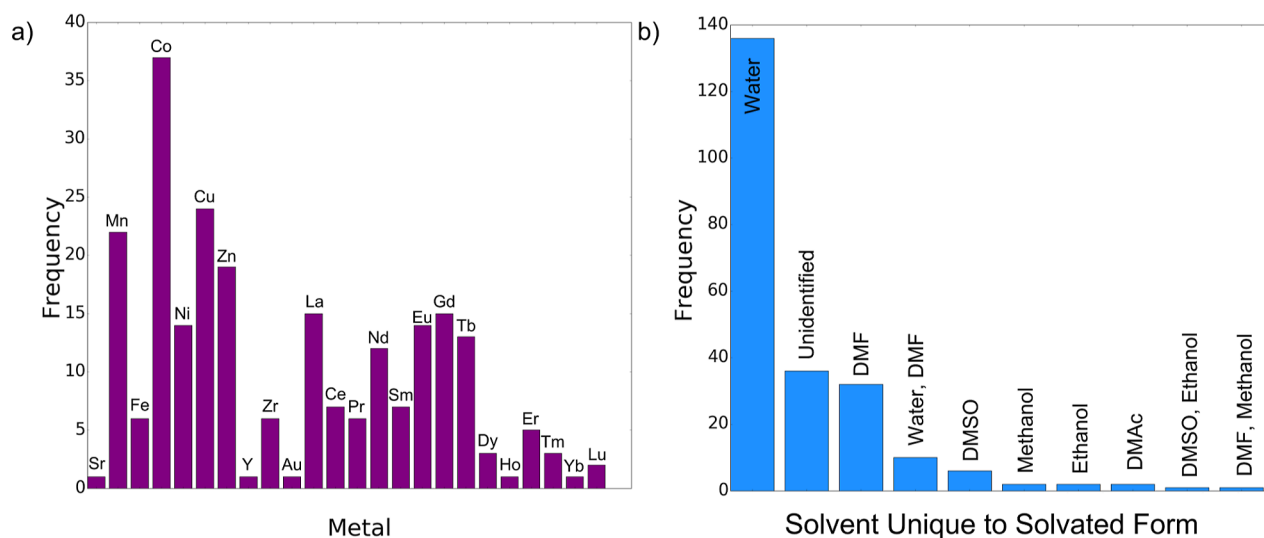 a)
40
35
30
25
20
15
10
5
0
Frequency
Sr
Mn
Fe
Co
Ni
Cu
Zn
Y
Zr
Au
La
Ce
Pr
Nd
Sm
Eu
Gd
Tb
Dy
Ho
Er
Tm
Yb
Lu
Metal
b)
140
120
100
80
60
40
20
0
Frequency
Water
Unidentified
DMF
Water, DMF
DMSO
Methanol
Ethanol
DMAc
DMSO, Ethanol
DMF, Methanol
Solvent Unique to Solvated Form